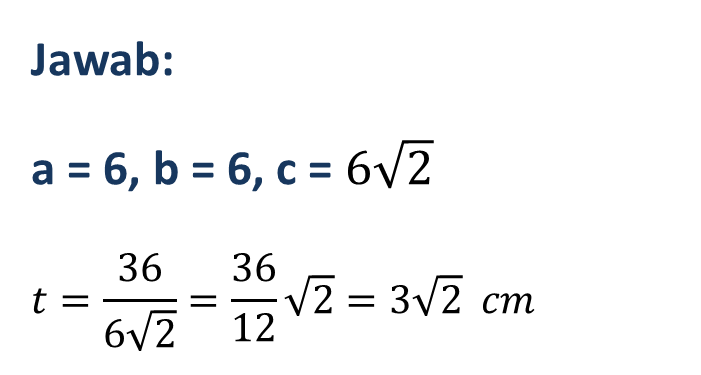 Jawab:
a = 6, b = 6, c = 6√2
t = 36/6√2 = 36/12 √2 = 3√2 cm